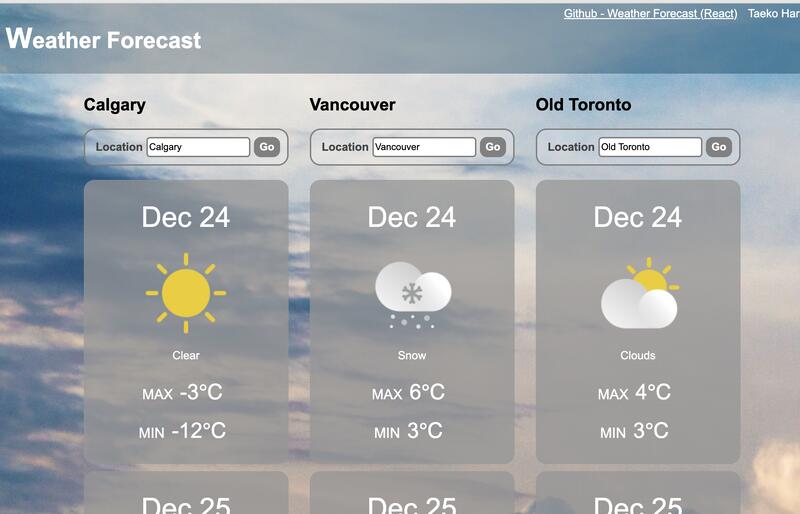 Github - Weather Forecast (React) Taeko Har
Weather Forecast
Calgary
Location Calgary Go
Dec 24
Clear
MAX -3°C
MIN -12°C
Dec 25
Vancouver
Location Vancouver Go
Dec 24
Snow
MAX 6°C
MIN 3°C
Dec 25
Old Toronto
Location Old Toronto Go
Dec 24
Clouds
MAX 4°C
MIN 3°C
Dec 25